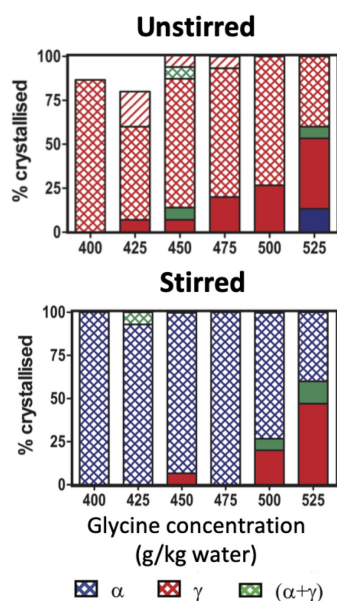 Unstirred
% crystallised
100
75
50
25
0
400 425 450 475 500 525
Stirred
% crystallised
100
75
50
25
0
400 425 450 475 500 525
Glycine concentration
(g/kg water)
α γ (α+γ)